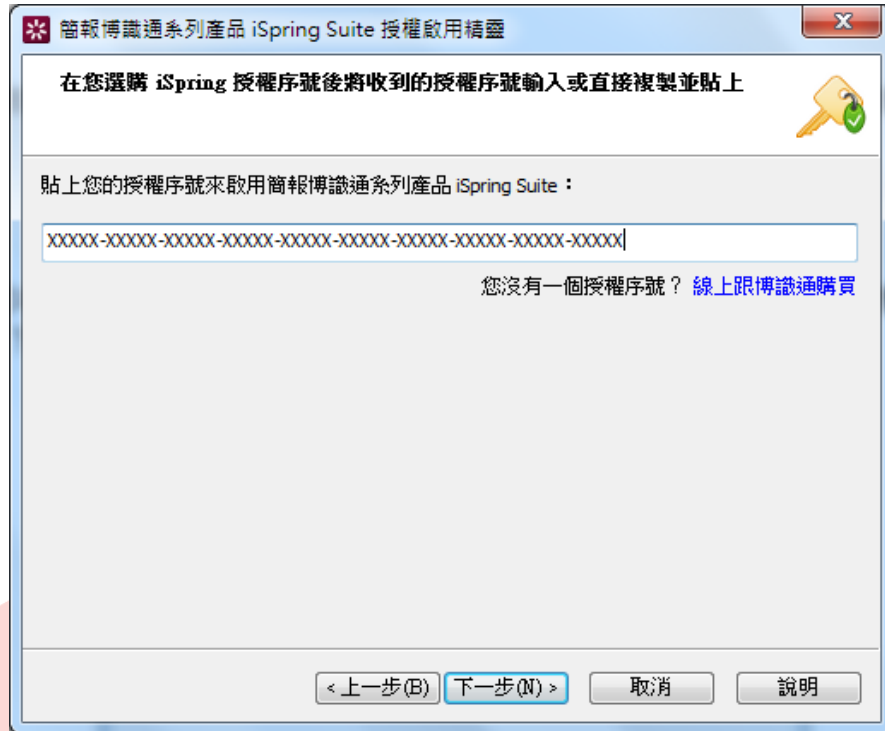 簡報博識通系列產品 iSpring Suite 授權啟用精靈
在您選購 iSpring 授權序號後將收到的授權序號輸入或直接複製並貼上
貼上您的授權序號來啟用簡報博識通系列產品 iSpring Suite：
XXXXX-XXXXX-XXXXX-XXXXX-XXXXX-XXXXX-XXXXX-XXXXX-XXXXX-XXXXX
您沒有一個授權序號？ 線上跟博識通購買
<上一步(B) 下一步(N)> 取消 說明